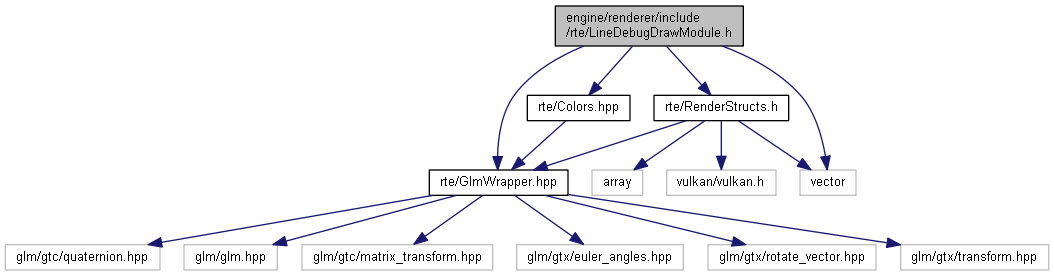 engine/renderer/include
/rte/LineDebugDrawModule.h
rte/Colors.hpp
rte/RenderStructs.h
rte/GlmWrapper.hpp
array
vulkan/vulkan.h
vector
glm/gtc/quaternion.hpp
glm/glm.hpp
glm/gtc/matrix_transform.hpp
glm/gtx/euler_angles.hpp
glm/gtx/rotate_vector.hpp
glm/gtx/transform.hpp